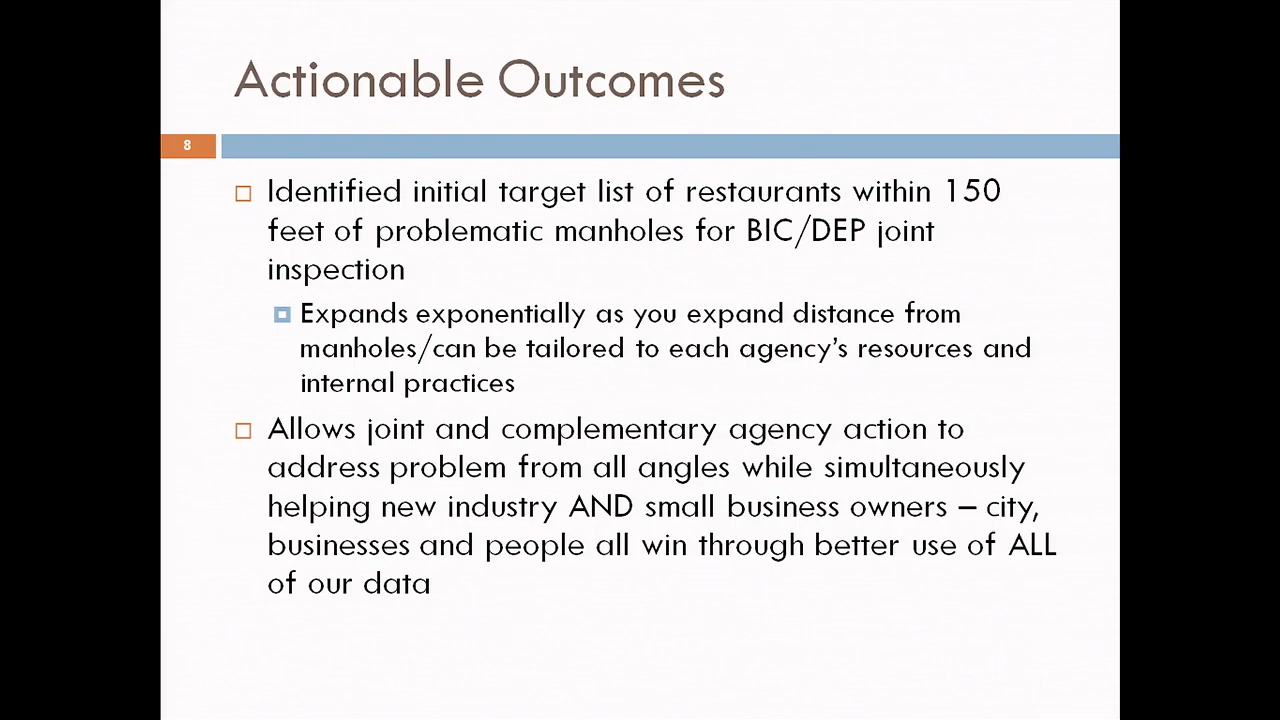 Actionable Outcomes
8
Identified initial target list of restaurants within 150
feet of problematic manholes for BIC/DEP joint
inspection
Expands exponentially as you expand distance from
manholes/can be tailored to each agency’s resources and
internal practices
Allows joint and complementary agency action to
address problem from all angles while simultaneously
helping new industry AND small business owners – city,
businesses and people all win through better use of ALL
of our data